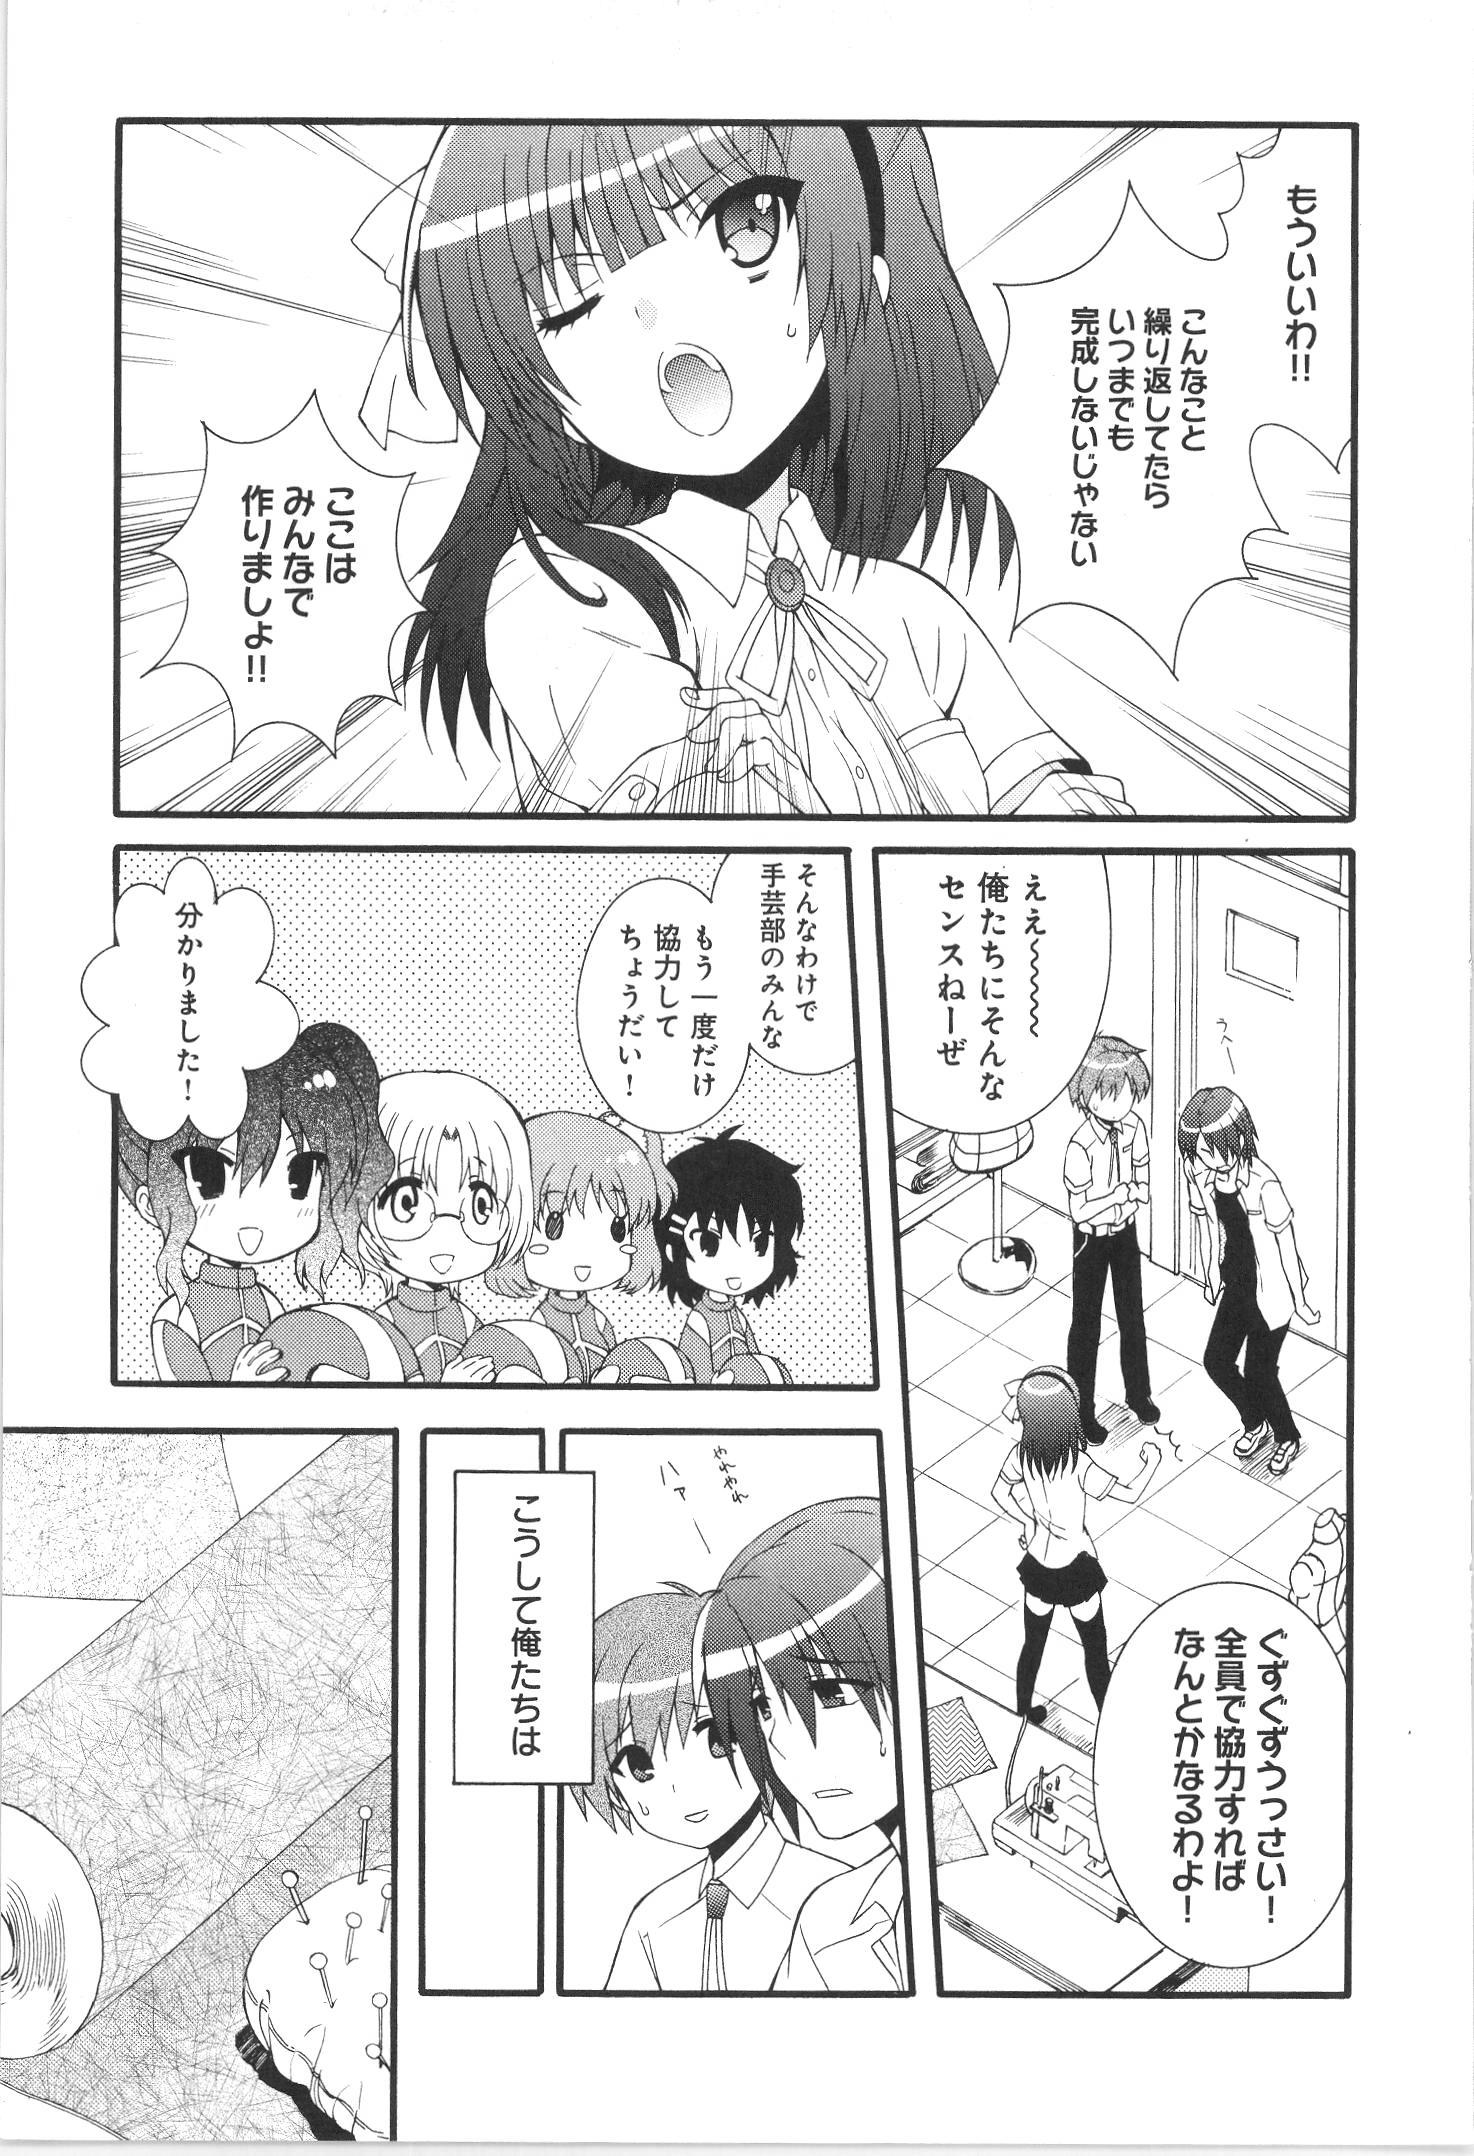 もういいわ!!
こんなこと
繰り返してたら
いつまでも
完成しないじゃない
ここは
みんなで
作りましょ!!
ええ〜〜〜〜
俺たちにそんな
センスねーぜ
うへー
ぐずぐずうっさい!
全員で協力すれば
なんとかなるわよ!
そんなわけで
手芸部のみんな
もう一度だけ
協力して
ちょうだい!
分かりました!
やれやれ
ハァー
こうして俺たちは